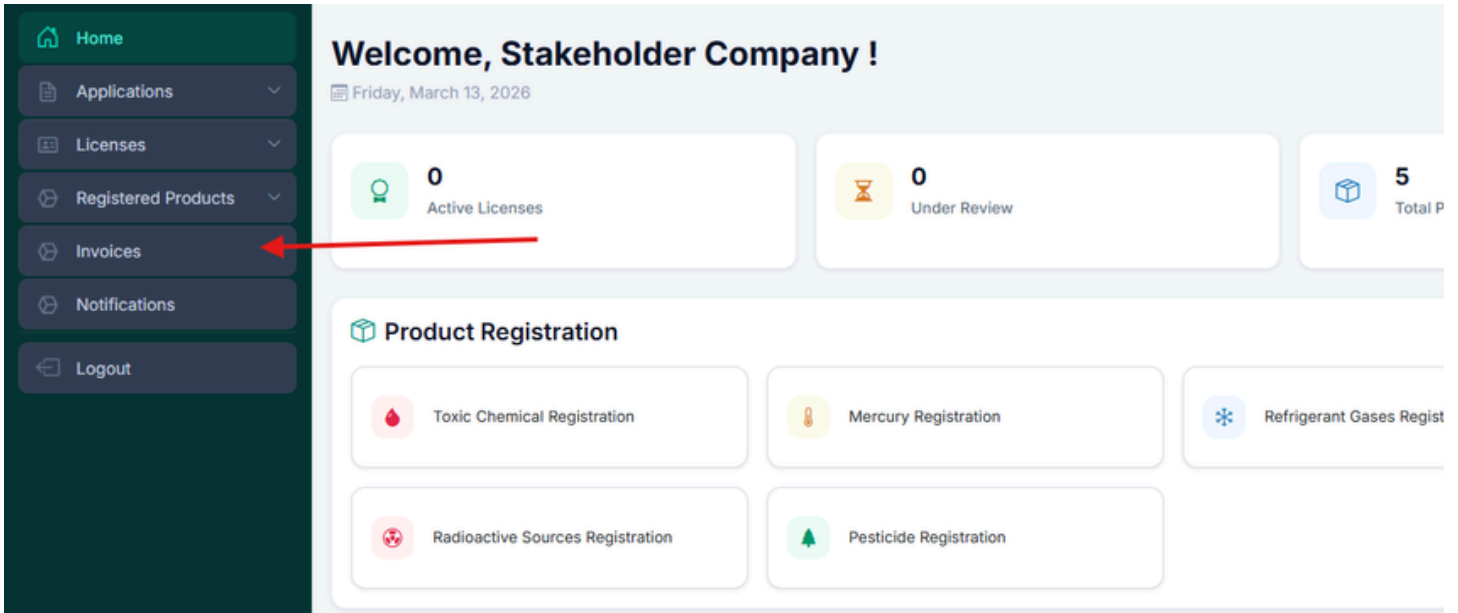 Home
Applications
Licenses
Registered Products
Invoices
Notifications
Logout
Welcome, Stakeholder Company !
Friday, March 13, 2026
0
Active Licenses
0
Under Review
5
Total P
Product Registration
Toxic Chemical Registration
Mercury Registration
Refrigerant Gases Regist
Radioactive Sources Registration
Pesticide Registration